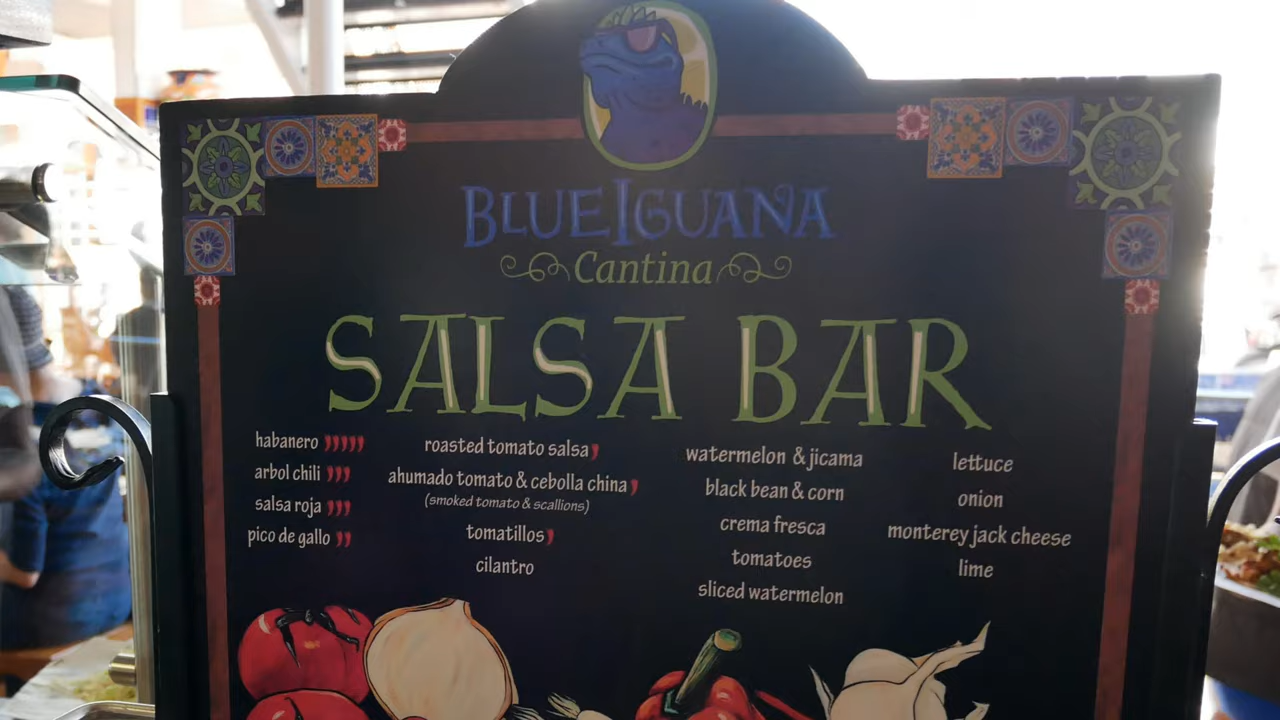 BLUE IGUANA
Cantina
SALSA BAR
habanero
arbol chili
salsa roja
pico de gallo
roasted tomato salsa
ahumado tomato & cebolla china
(smoked tomato & scallions)
tomatillos
cilantro
watermelon & jicama
black bean & corn
crema fresca
tomatoes
sliced watermelon
lettuce
onion
monterey jack cheese
lime